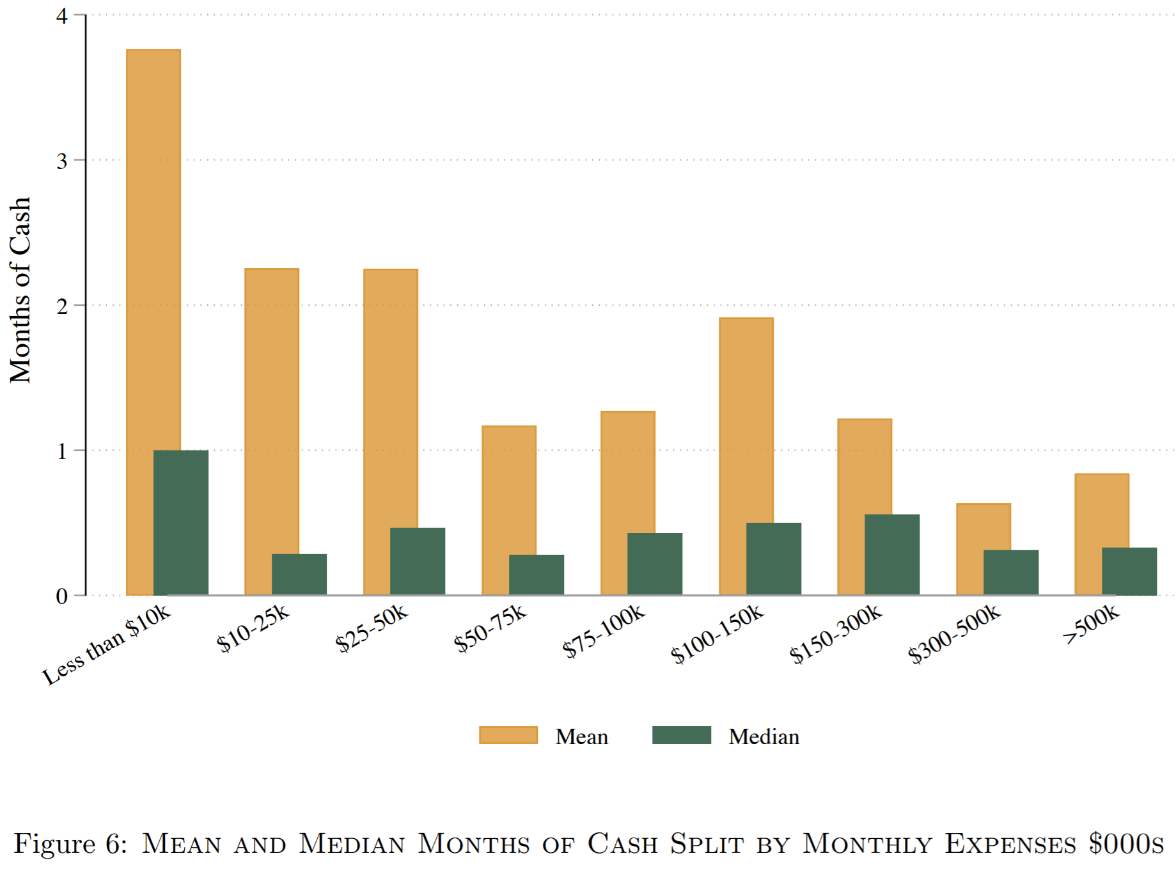 4
3
2
1
0
Months of Cash
Less than $10k
$10-25k
$25-50k
$50-75k
$75-100k
$100-150k
$150-300k
$300-500k
>500k
Mean Median
Figure 6: MEAN AND MEDIAN MONTHS OF CASH SPLIT BY MONTHLY EXPENSES $000S